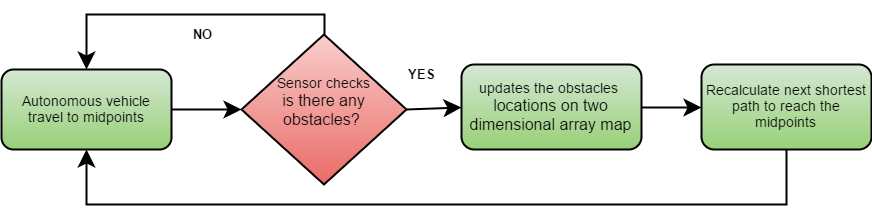 NO
Autonomous vehicle
travel to midpoints
Sensor checks
is there any
obstacles?
YES
updates the obstacles
locations on two
dimensional array map
Recalculate next shortest
path to reach the
midpoints